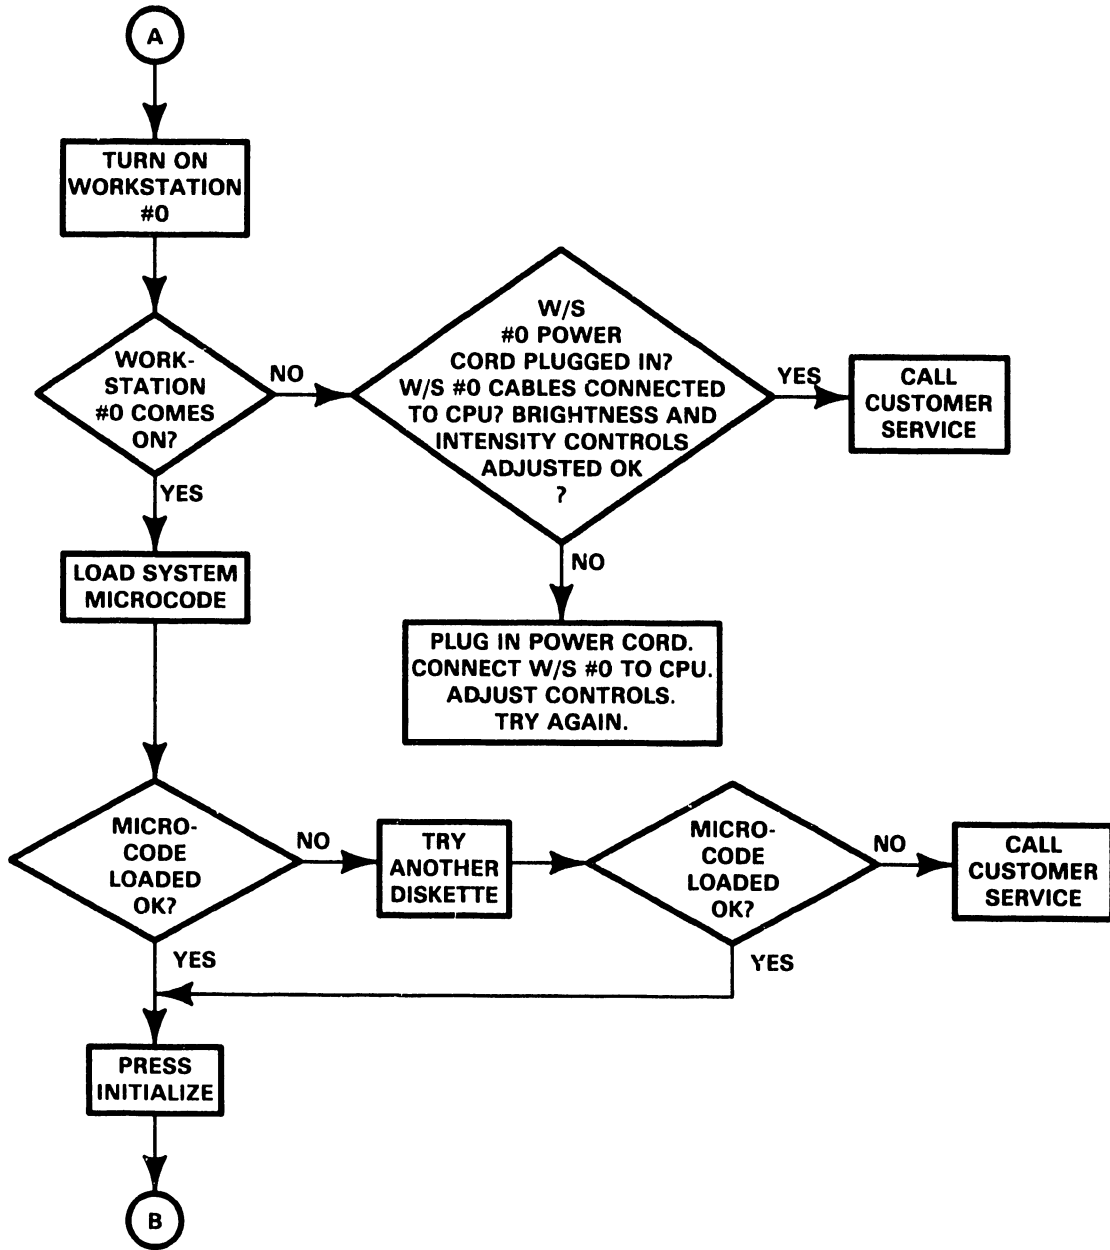 A
TURN ON
WORKSTATION
#0
WORK-
STATION
#0 COMES
ON?
NO
W/S
#0 POWER
CORD PLUGGED IN?
W/S #0 CABLES CONNECTED
TO CPU? BRIGHTNESS AND
INTENSITY CONTROLS
ADJUSTED OK
?
YES
CALL
CUSTOMER
SERVICE
YES
NO
LOAD SYSTEM
MICROCODE
PLUG IN POWER CORD.
CONNECT W/S #0 TO CPU.
ADJUST CONTROLS.
TRY AGAIN.
MICRO-
CODE
LOADED
OK?
NO
TRY
ANOTHER
DISKETTE
MICRO-
CODE
LOADED
OK?
NO
CALL
CUSTOMER
SERVICE
YES
YES
PRESS
INITIALIZE
B